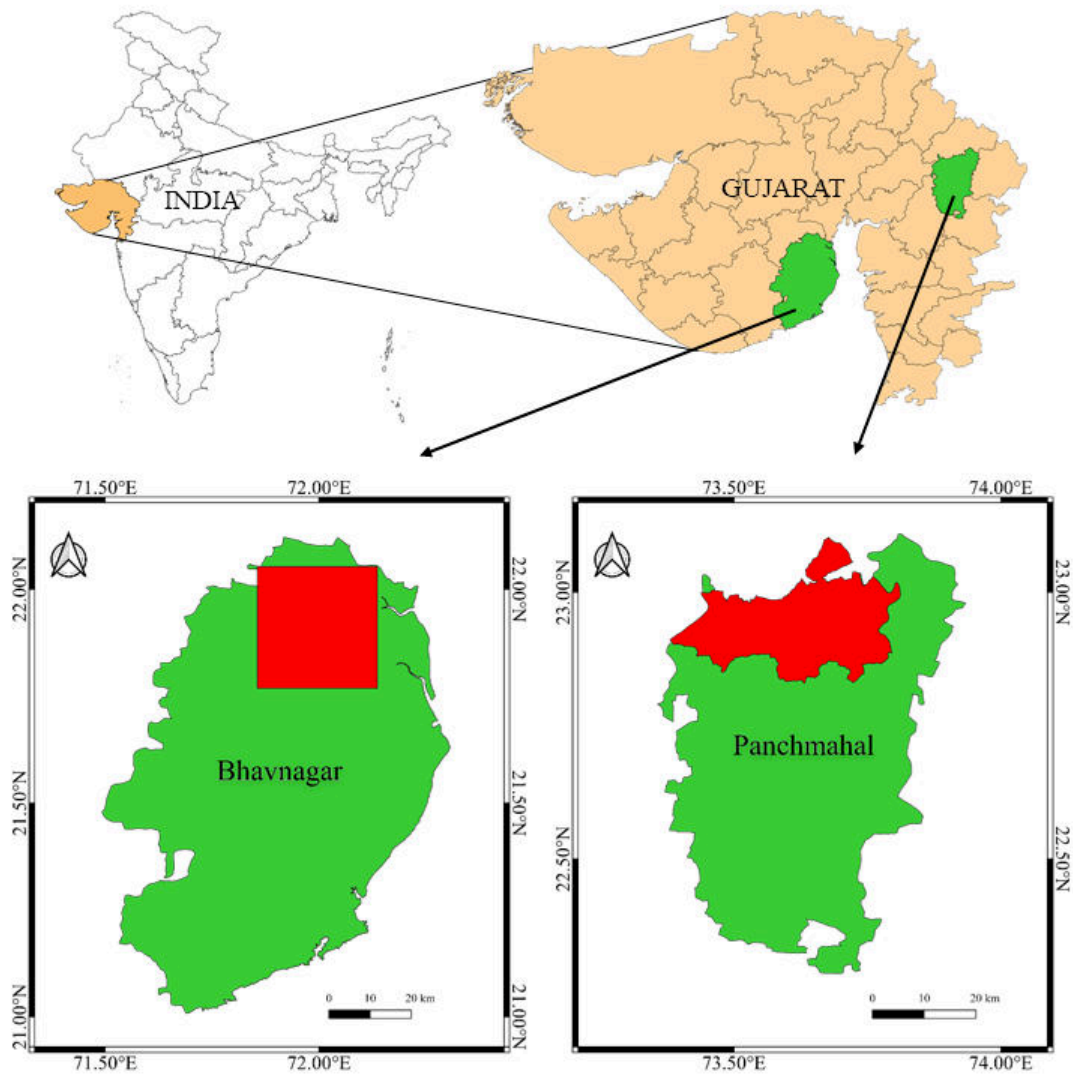 INDIA
GUJARAT
71.50°E
72.00°E
22.00°N
22.00°N
21.50°N
21.50°N
21.00°N
21.00°N
Bhavnagar
0 10 20 km
71.50°E
72.00°E
73.50°E
74.00°E
23.00°N
23.00°N
22.50°N
22.50°N
Panchmahal
0 10 20 km
73.50°E
74.00°E